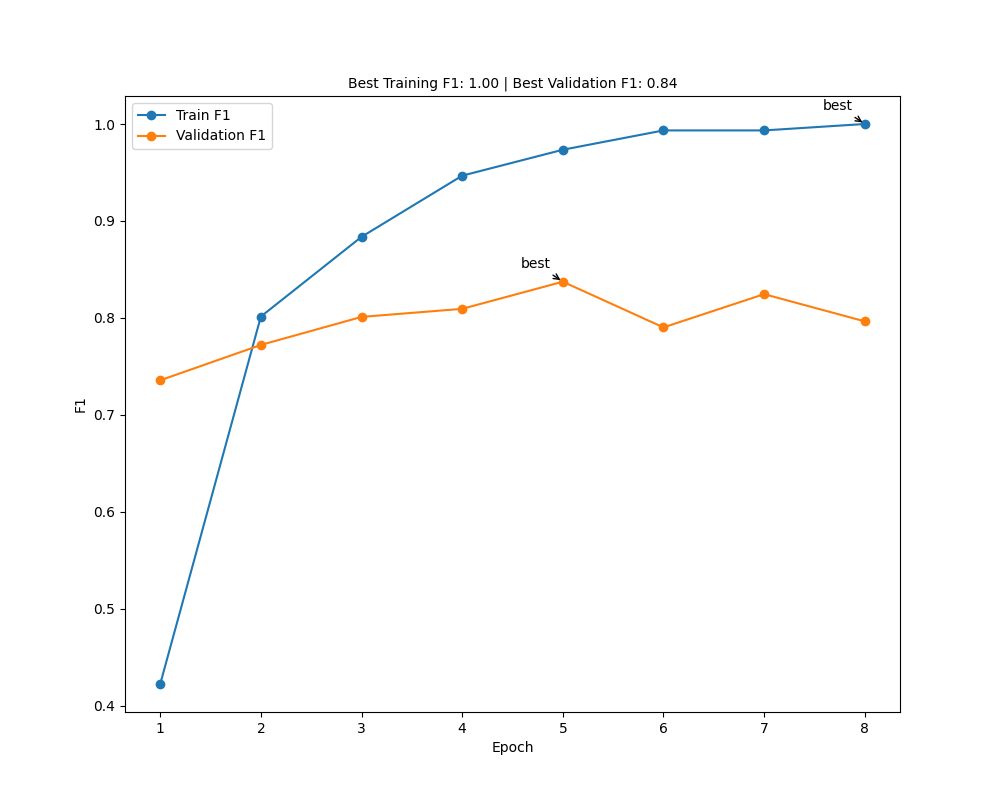 Best Training F1: 1.00 | Best Validation F1: 0.84
Train F1
Validation F1
best
best
1.0
0.9
0.8
0.7
0.6
0.5
0.4
F1
1 2 3 4 5 6 7 8
Epoch